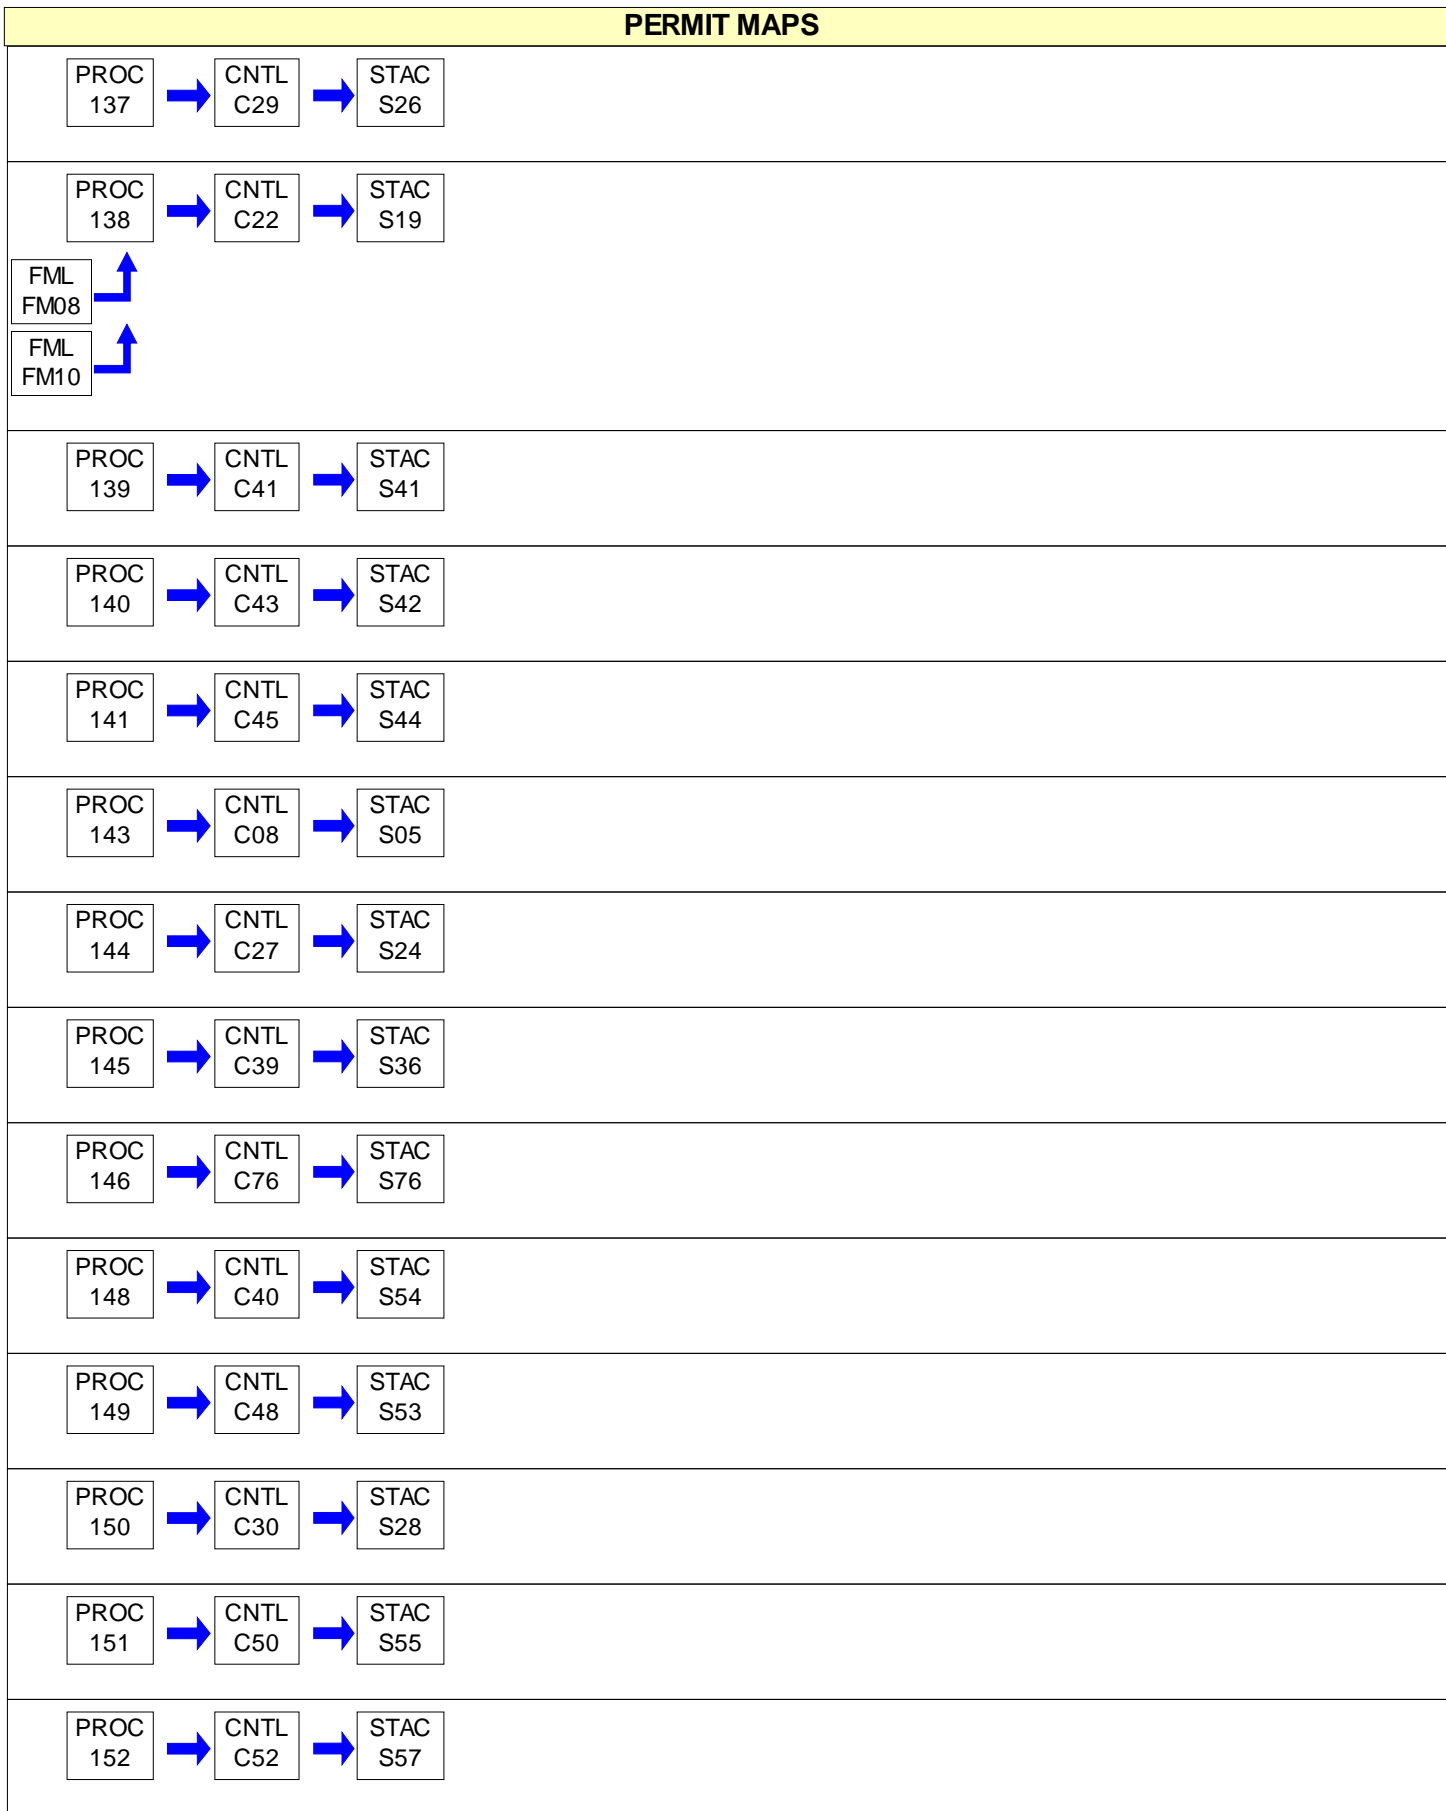 PERMIT MAPS
PROC CNTL STAC
137 C29 S26
PROC CNTL STAC
138 C22 S19
FML
FM08
FML
FM10
PROC CNTL STAC
139 C41 S41
PROC CNTL STAC
140 C43 S42
PROC CNTL STAC
141 C45 S44
PROC CNTL STAC
143 C08 S05
PROC CNTL STAC
144 C27 S24
PROC CNTL STAC
145 C39 S36
PROC CNTL STAC
146 C76 S76
PROC CNTL STAC
148 C40 S54
PROC CNTL STAC
149 C48 S53
PROC CNTL STAC
150 C30 S28
PROC CNTL STAC
151 C50 S55
PROC CNTL STAC
152 C52 S57